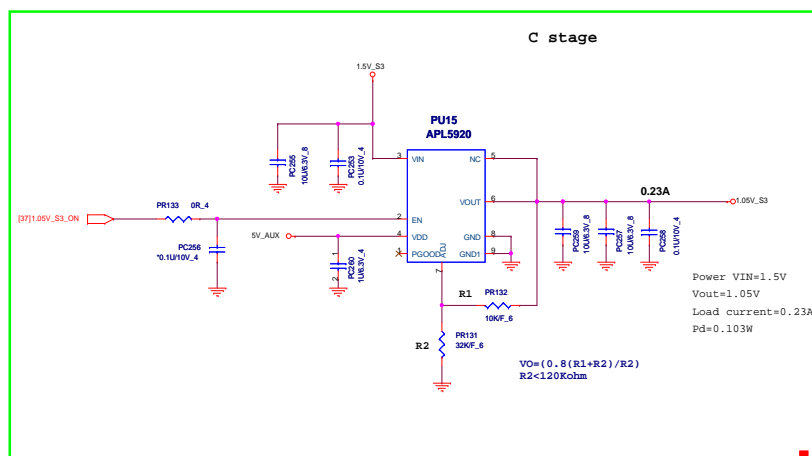 C stage
1.5V_S3
PU15
APL5920
PC255
10U/6.3V_8
PC253
0.1U/10V_4
3
VIN
NC
5
VOUT
6
0.23A
1.05V_S3
PR133
0R_4
[37]1.05V_S3_ON
2
EN
PC256
*0.1U/10V_4
5V_AUX
4
VDD
GND
8
1
PGOOD
GND1
9
ADJ
7
1
PC260
2
1U/6.3V_4
PC259
10U/6.3V_8
PC257
10U/6.3V_8
PC258
0.1U/10V_4
R1
PR132
10K/F_6
R2
PR131
32K/F_6
VO=(0.8(R1+R2)/R2)
R2<120Kohm
Power VIN=1.5V
Vout=1.05V
Load current=0.23A
Pd=0.103W